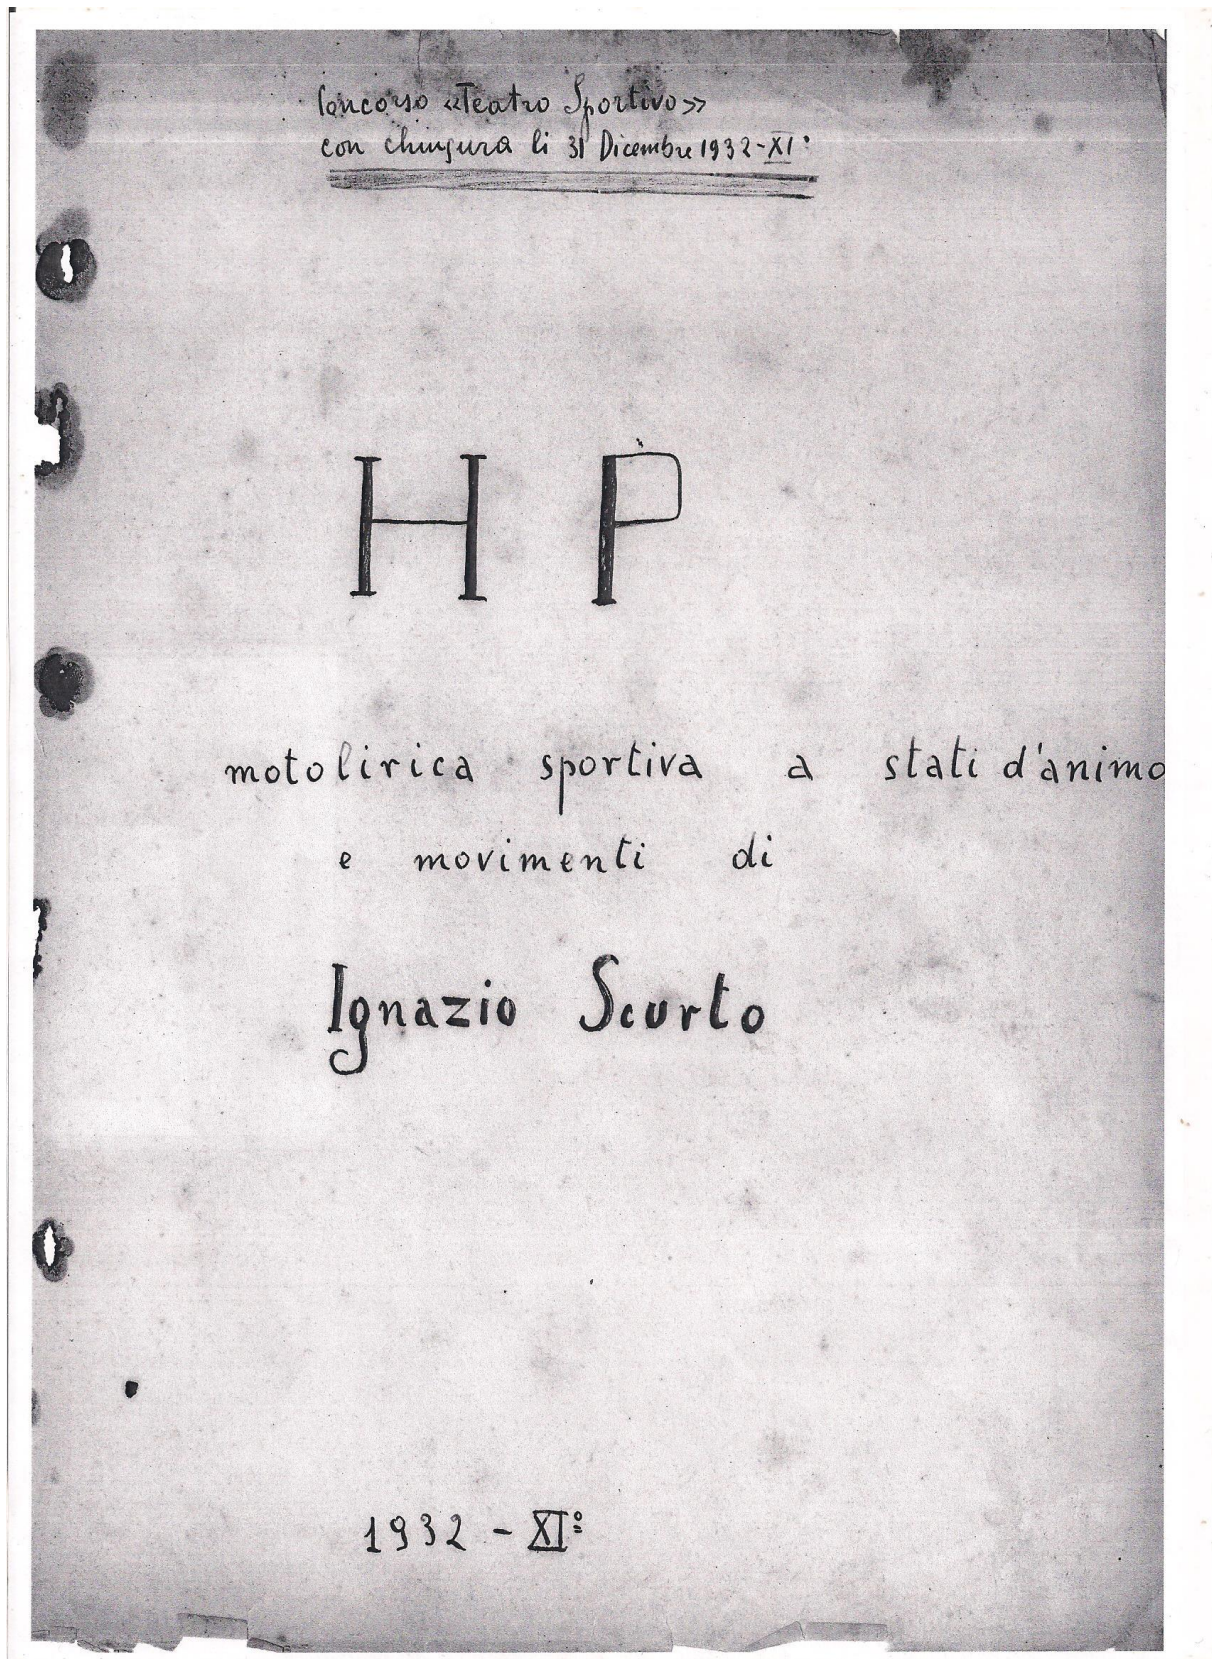 Concorso «Teatro Sportivo»
con chiusura li 31 Dicembre 1932-XI°
H P
motolirica sportiva a stati d'animo
e movimenti di
Ignazio Scurto
1932 - XI°